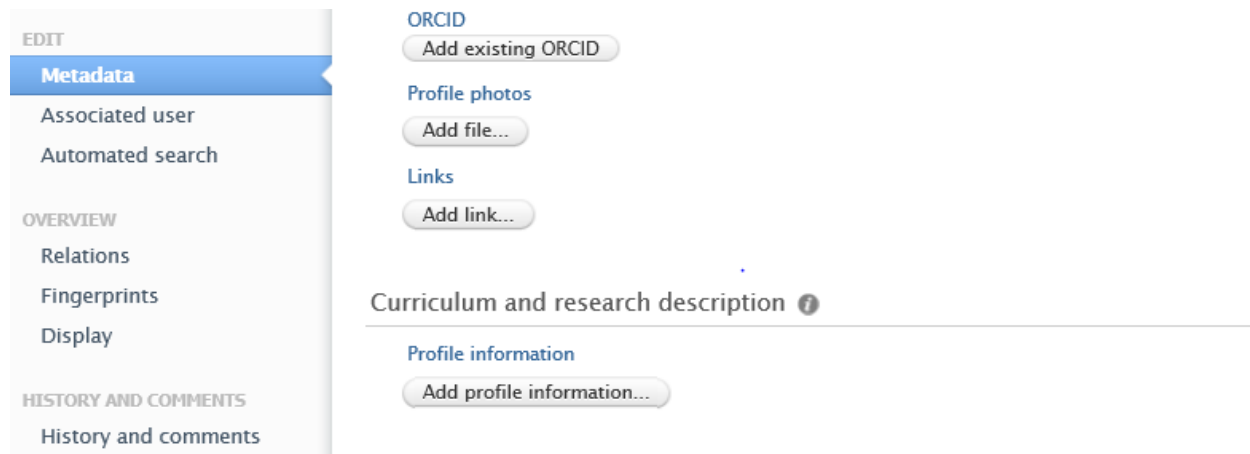 EDIT
Metadata
Associated user
Automated search
OVERVIEW
Relations
Fingerprints
Display
HISTORY AND COMMENTS
History and comments
ORCID
Add existing ORCID
Profile photos
Add file...
Links
Add link...
Curriculum and research description i
Profile information
Add profile information...